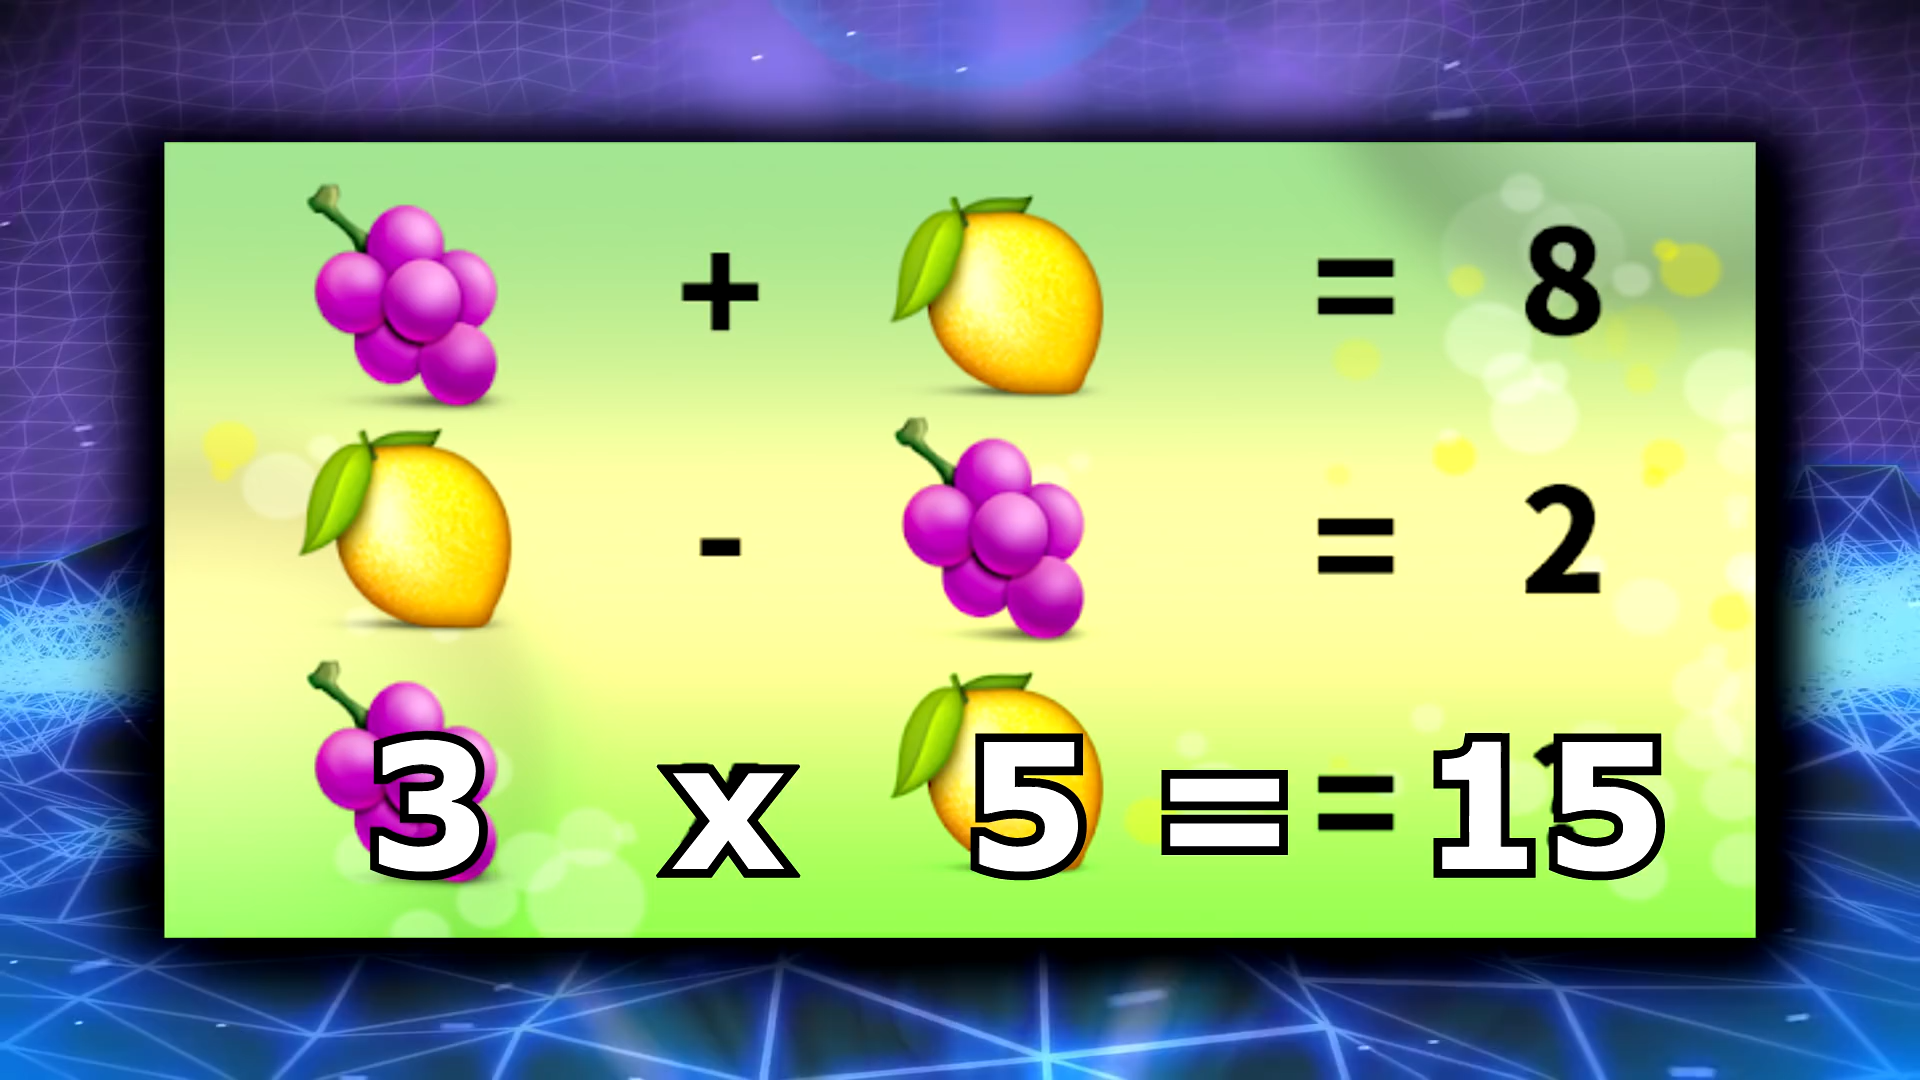 + = 8
- = 2
3 x 5 = = 15